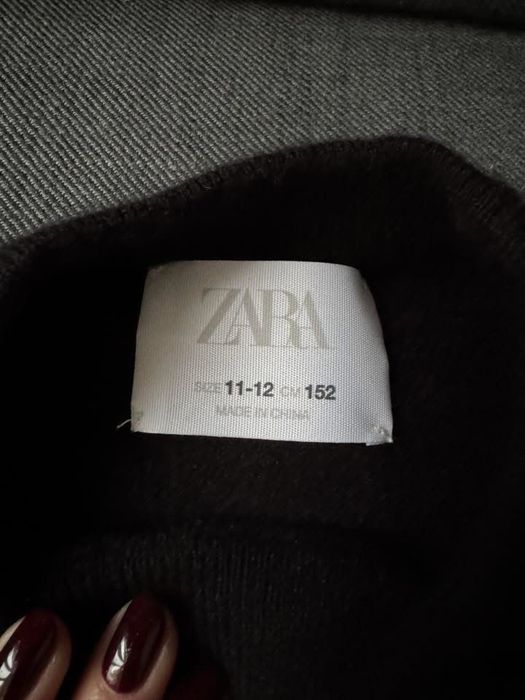 ZARA
SIZE 11-12 CM 152
MADE IN CHINA